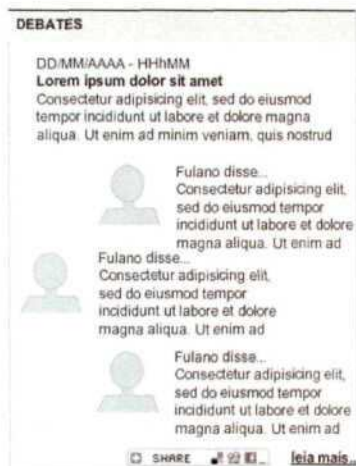 DEBATES
DD/MM/AAAA - HHhMM
Lorem ipsum dolor sit amet
Consectetur adipisicing elit, sed do eiusmod
tempor incididunt ut labore et dolore magna
aliqua. Ut enim ad minim veniam, quis nostrud
Fulano disse...
Consectetur adipisicing elit,
sed do eiusmod tempor
incididunt ut labore et dolore
magna aliqua. Ut enim ad
Fulano disse...
Consectetur adipisicing elit,
sed do eiusmod tempor
incididunt ut labore et dolore
magna aliqua. Ut enim ad
Fulano disse...
Consectetur adipisicing elit,
sed do eiusmod tempor
incididunt ut labore et dolore
magna aliqua. Ut enim ad
SHARE
leia mais...